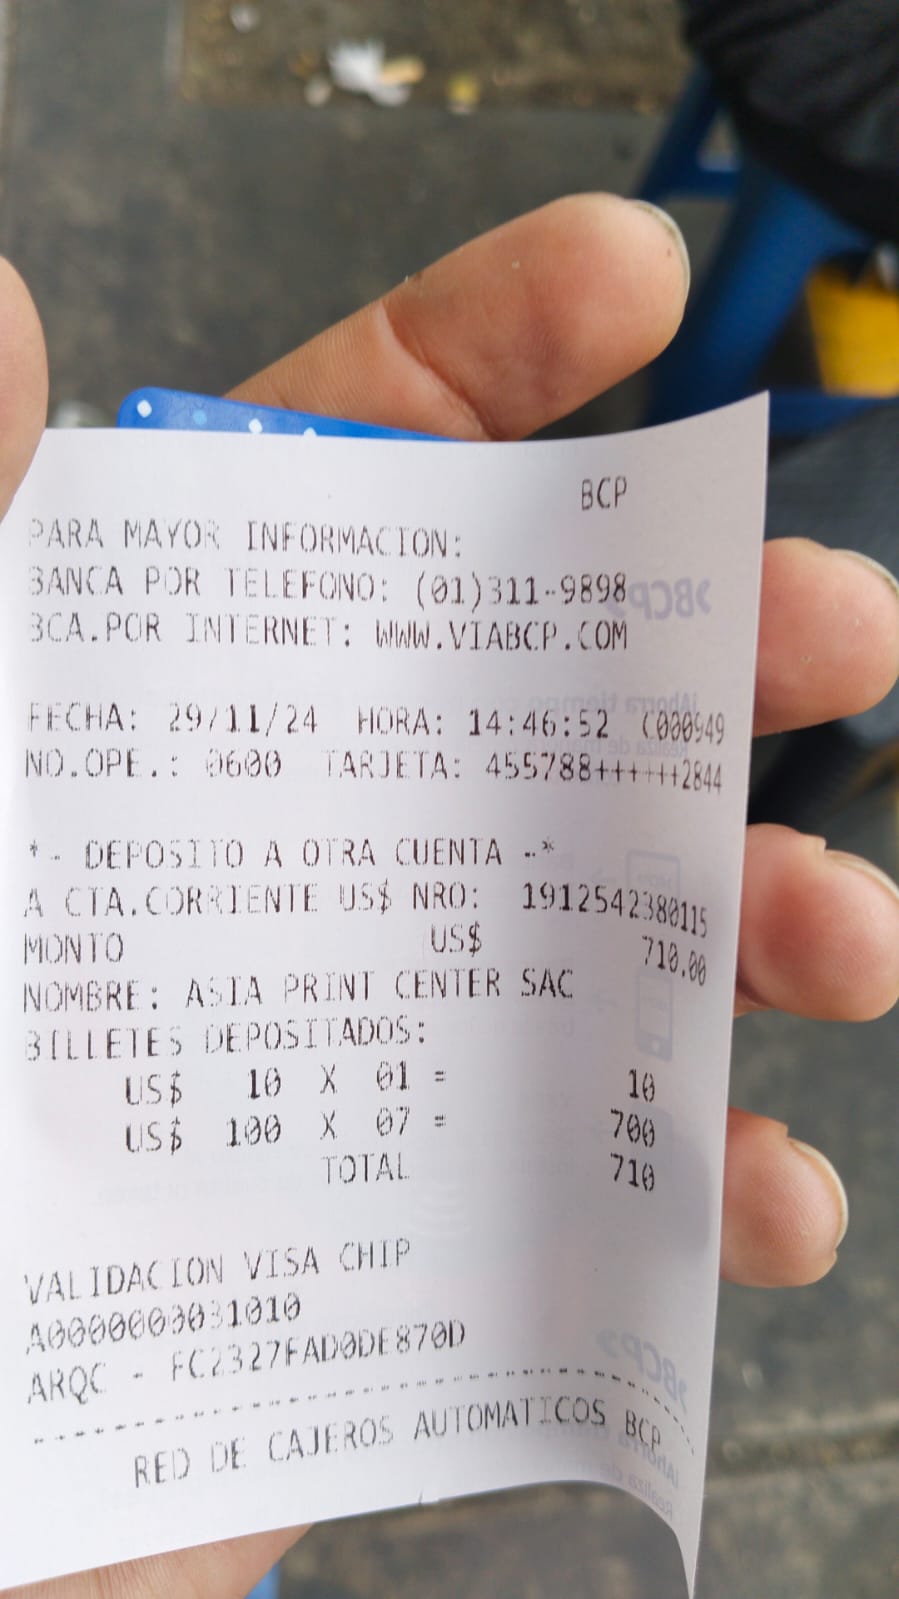 BCP
PARA MAYOR INFORMACION:
BANCA POR TELEFONO: (01)311-9898
BCA.POR INTERNET: WWW.VIABCP.COM
FECHA: 29/11/24 HORA: 14:46:52 C000949
NO.OPE.: 0600 TARJETA: 455788++++++2844
*- DEPOSITO A OTRA CUENTA -*
A CTA.CORRIENTE US$ NRO: 1912542380115
MONTO US$ 710.00
NOMBRE: ASIA PRINT CENTER SAC
BILLETES DEPOSITADOS:
US$ 10 X 01 = 10
US$ 100 X 07 = 700
TOTAL 710
VALIDACION VISA CHIP
A0000000031010
ARQC - FC2327FAD0DE870D
RED DE CAJEROS AUTOMATICOS BCP